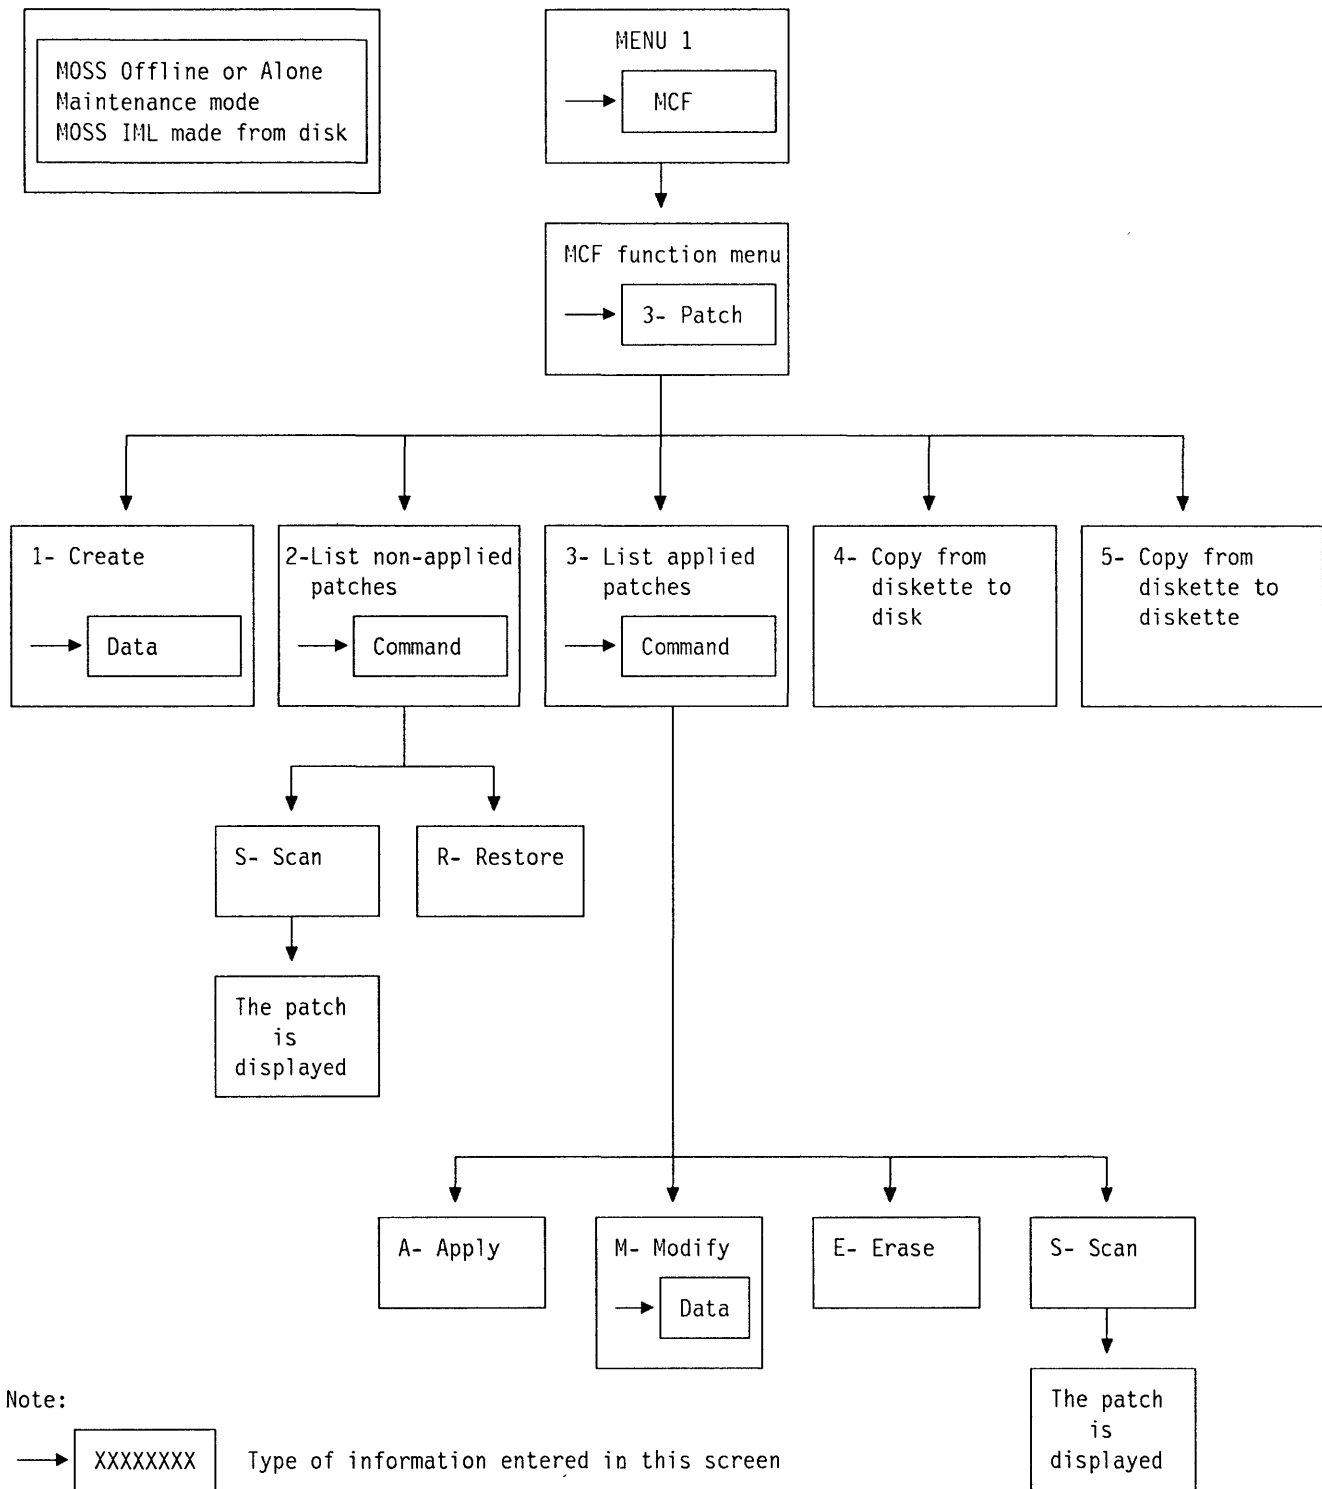 MOSS Offline or Alone
Maintenance mode
MOSS IML made from disk
MENU 1
MCF
MCF function menu
3- Patch
1- Create
Data
2-List non-applied
patches
Command
3- List applied
patches
Command
4- Copy from
diskette to
disk
5- Copy from
diskette to
diskette
S- Scan
R- Restore
The patch
is
displayed
A- Apply
M- Modify
Data
E- Erase
S- Scan
The patch
is
displayed
Note:
XXXXXXXX
Type of information entered in this screen